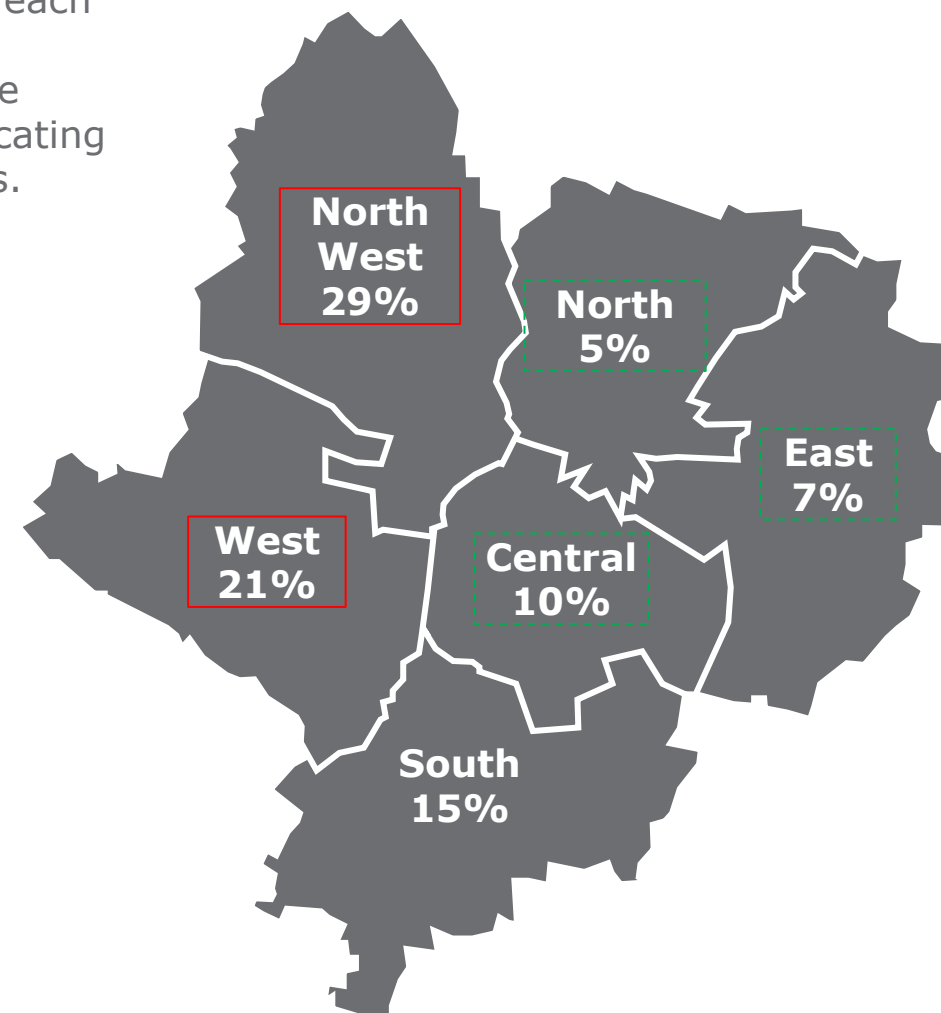 each
e
cating
s.
North
West
29%
North
5%
East
7%
West
21%
Central
10%
South
15%